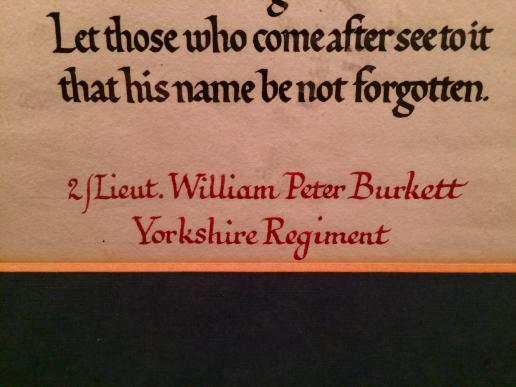 Let those who come after see to it
that his name be not forgotten.
2/Lieut. William Peter Burkett
Yorkshire Regiment